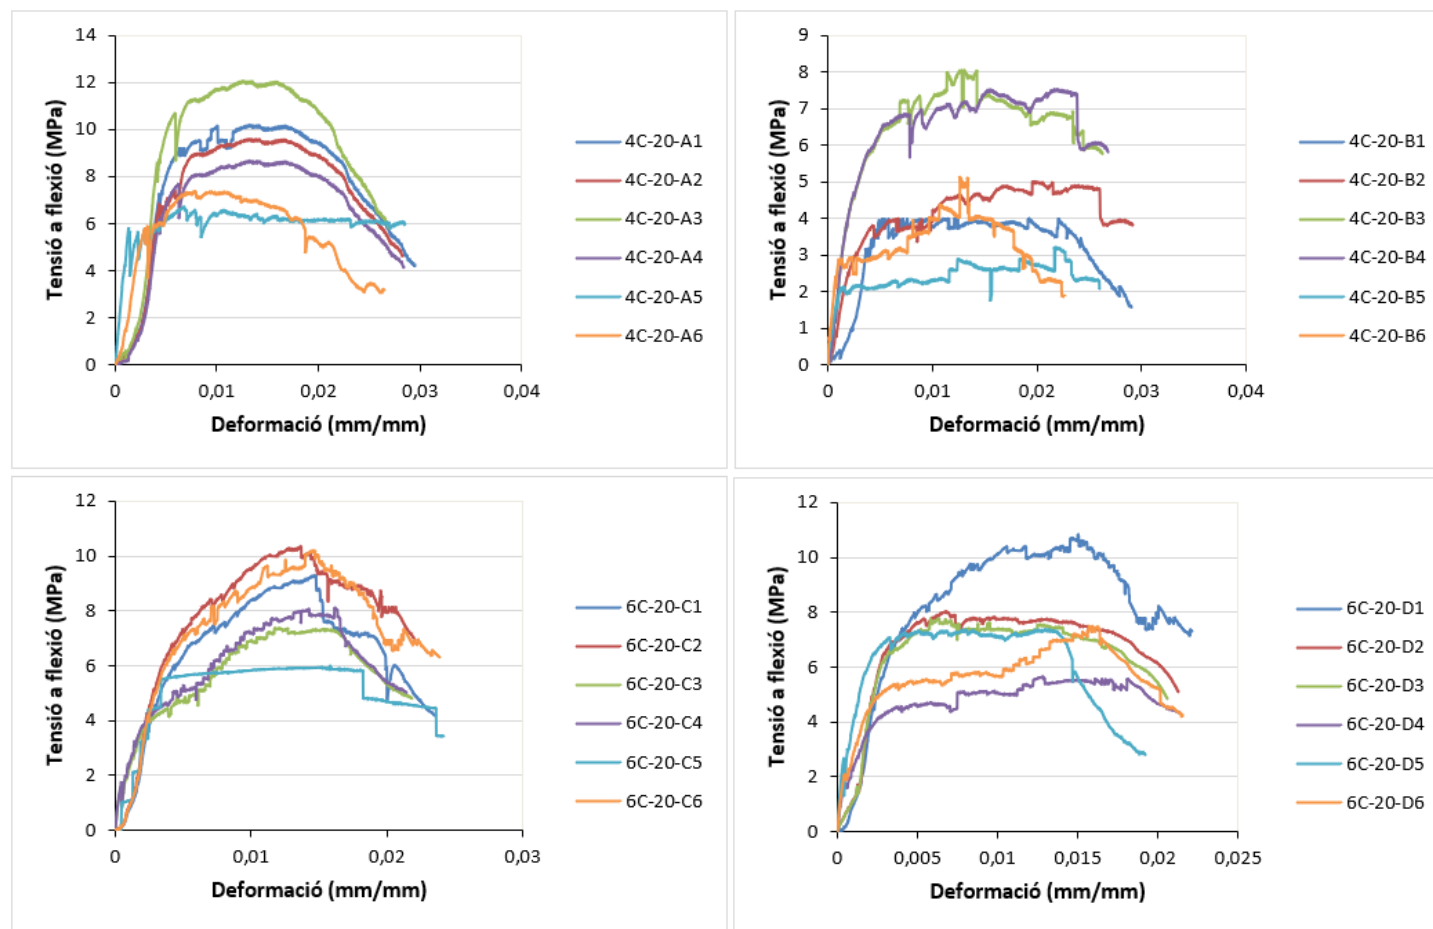 14
12
10
8
6
4
2
0
Tensió a flexió (MPa)
0 0,01 0,02 0,03 0,04
Deformació (mm/mm)
4C-20-A1
4C-20-A2
4C-20-A3
4C-20-A4
4C-20-A5
4C-20-A6
9
8
7
6
5
4
3
2
1
0
Tensió a flexió (MPa)
0 0,01 0,02 0,03 0,04
Deformació (mm/mm)
4C-20-B1
4C-20-B2
4C-20-B3
4C-20-B4
4C-20-B5
4C-20-B6
12
10
8
6
4
2
0
Tensió a flexió (MPa)
0 0,01 0,02 0,03
Deformació (mm/mm)
6C-20-C1
6C-20-C2
6C-20-C3
6C-20-C4
6C-20-C5
6C-20-C6
12
10
8
6
4
2
0
Tensió a flexió (MPa)
0 0,005 0,01 0,015 0,02 0,025
Deformació (mm/mm)
6C-20-D1
6C-20-D2
6C-20-D3
6C-20-D4
6C-20-D5
6C-20-D6